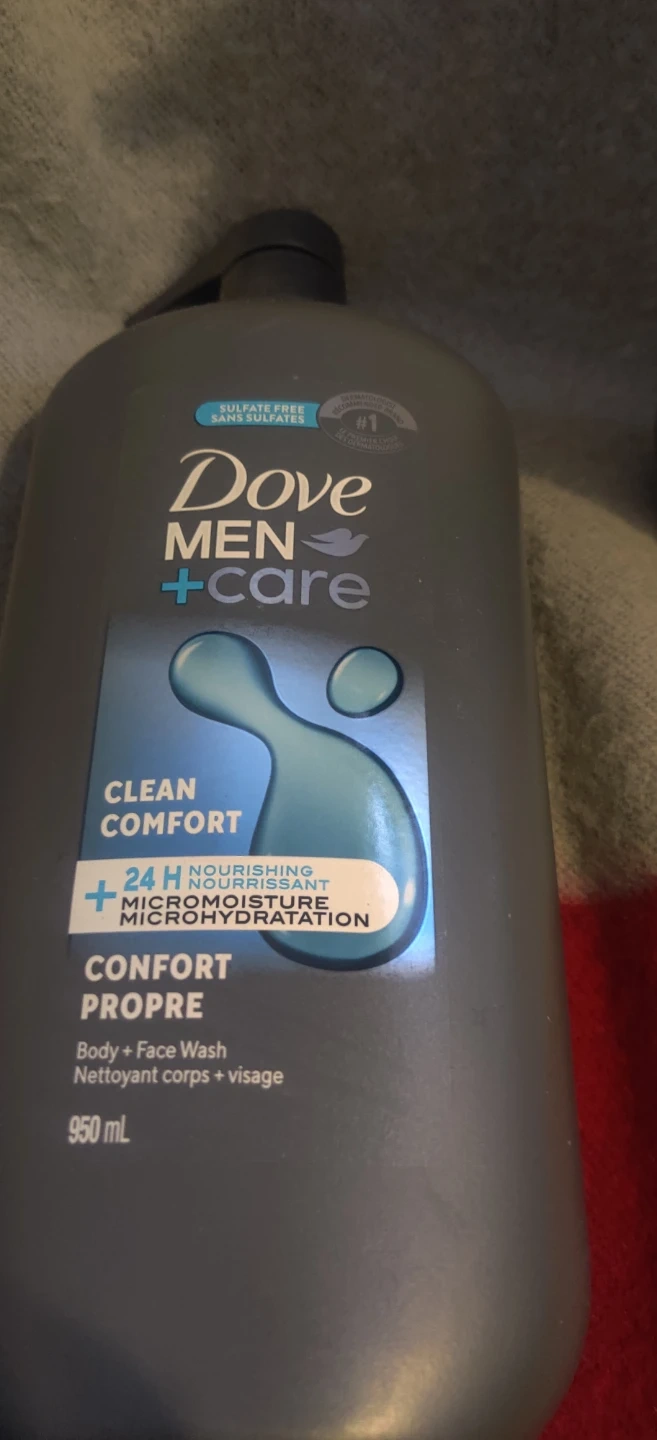 SULFATE FREE
SANS SULFATES
#1
Dove
MEN
+care
CLEAN
COMFORT
+ 24 H NOURISHING
NOURRISSANT
MICROMOISTURE
MICROHYDRATATION
CONFORT
PROPRE
Body + Face Wash
Nettoyant corps + visage
950 mL